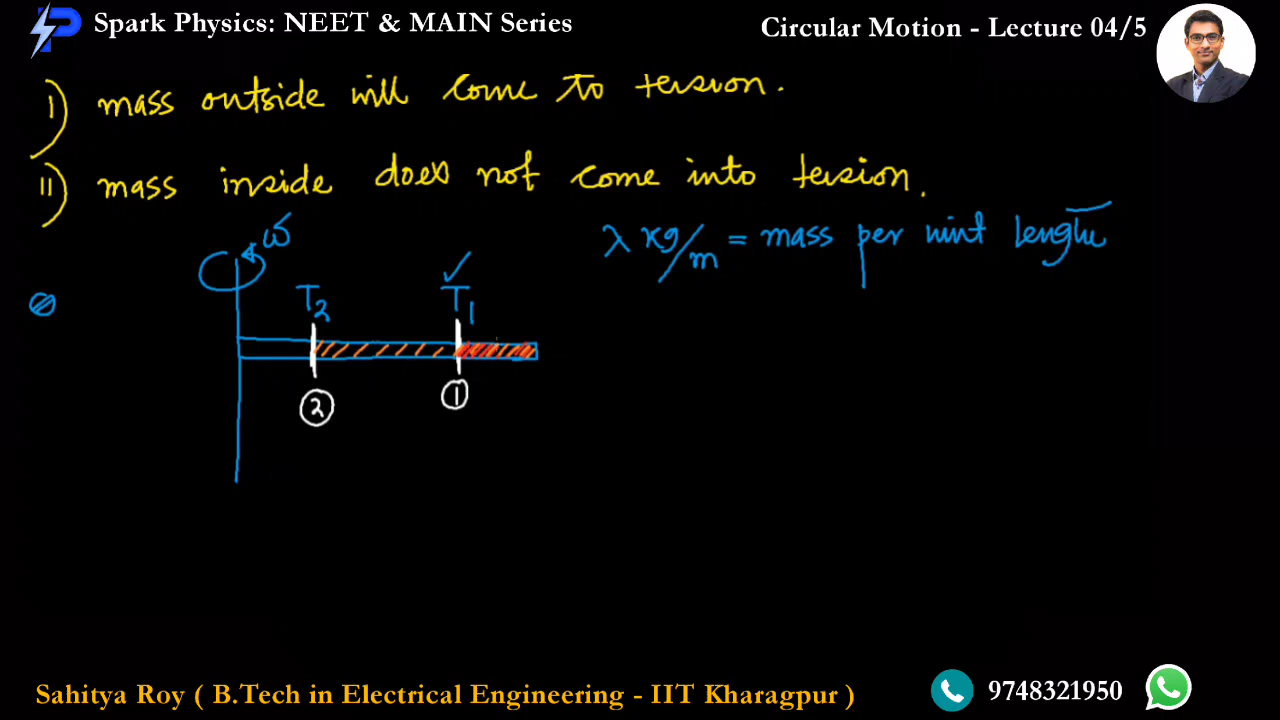 Spark Physics: NEET & MAIN Series
Circular Motion - Lecture 04/5
I) mass outside will come to tension.
II) mass inside does not come into tension.
λ kg/m = mass per unit length
ω
T2
T1
2
1
Sahitya Roy ( B.Tech in Electrical Engineering - IIT Kharagpur )
9748321950